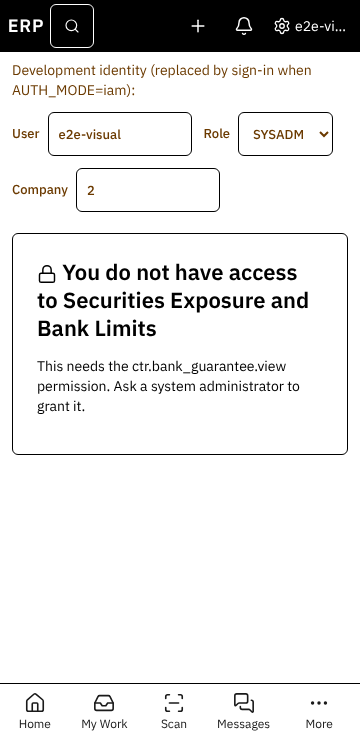 ERP e2e-vi...
Development identity (replaced by sign-in when
AUTH_MODE=iam):
User e2e-visual Role SYSADM
Company 2
You do not have access
to Securities Exposure and
Bank Limits
This needs the ctr.bank_guarantee.view
permission. Ask a system administrator to
grant it.
Home My Work Scan Messages More